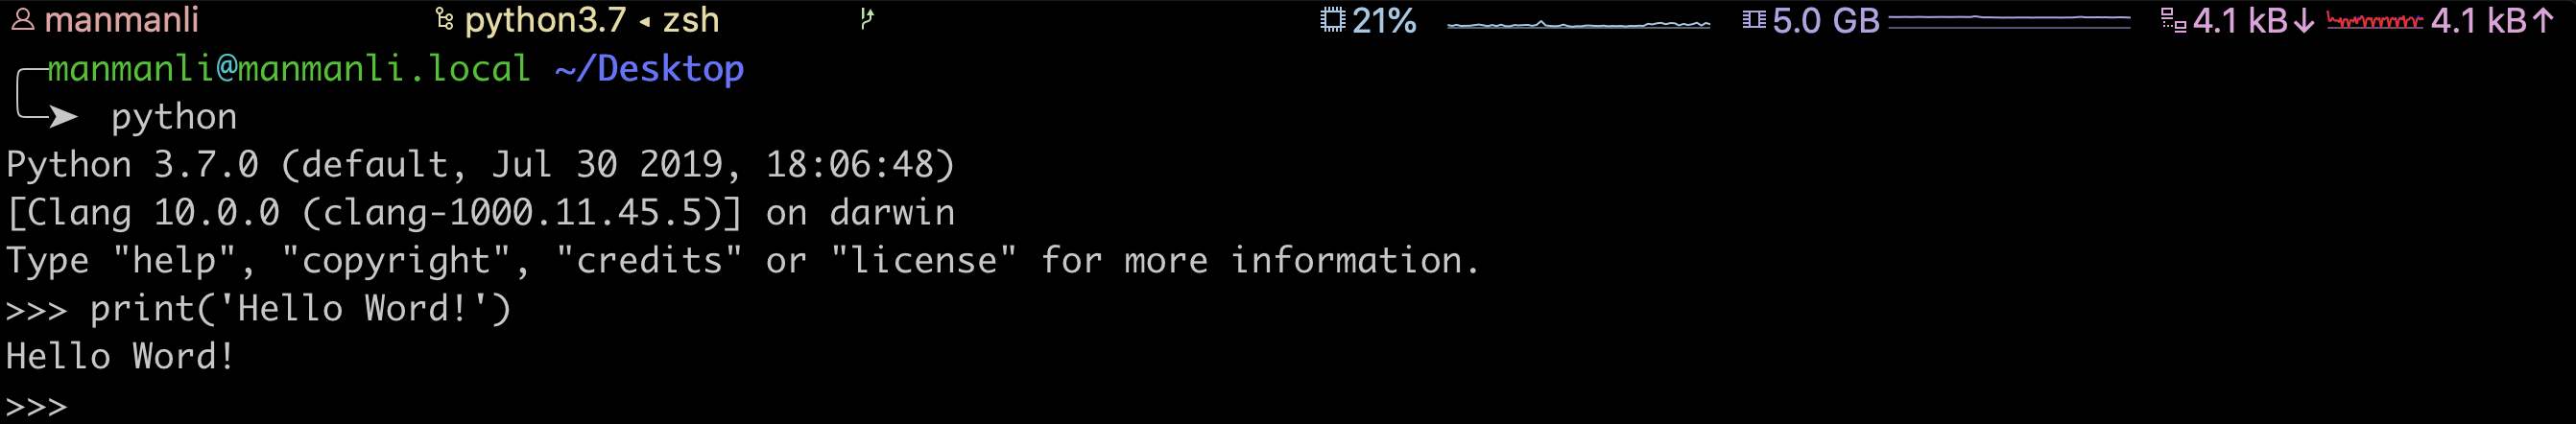 manmanli python3.7 ◂ zsh 21% 5.0 GB 4.1 kB↓ 4.1 kB↑
manmanli@manmanli.local ~/Desktop
➤ python
Python 3.7.0 (default, Jul 30 2019, 18:06:48)
[Clang 10.0.0 (clang-1000.11.45.5)] on darwin
Type "help", "copyright", "credits" or "license" for more information.
>>> print('Hello Word!')
Hello Word!
>>>